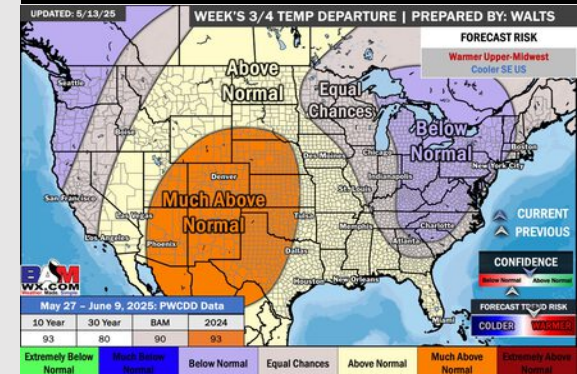 UPDATED: 5/13/25
WEEK'S 3/4 TEMP DEPARTURE | PREPARED BY: WALTS
FORECAST RISK
Warmer Upper-Midwest
Cooler SE US
Above
Normal
Equal
Chances
Below
Normal
Much Above
Normal
Seattle
Boise
San Francisco
Las Vegas
Los Angeles
Phoenix
Denver
Des Moines
Chicago
Indianapolis
St. Louis
Tulsa
Memphis
Dallas
Houston
New Orleans
Atlanta
Charlotte
Miami
New York City
Boston
CURRENT
PREVIOUS
CONFIDENCE
Below Normal
Above Normal
FORECAST TREND RISK
COLDER
WARMER
BAM
WX.COM
Weather Made Simple
May 27 – June 9, 2025: PWCDD Data
10 Year 30 Year BAM 2024
93 80 90 93
Extremely Below Normal
Much Below Normal
Below Normal
Equal Chances
Above Normal
Much Above Normal
Extremely Above Normal